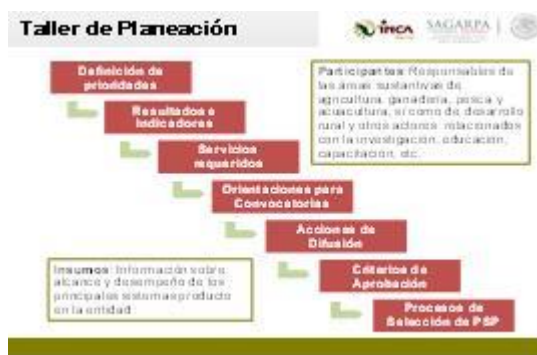 Taller de Planeación
INCA
SAGARPA
Definición de
prioridades
Resultados e
Indicadores
Servicios
requeridos
Orientaciones para
Convocatorias
Acciones de
Difusión
Criterios de
Aprobación
Procesos de
Selección de PSP
Participantes: Responsables de
las áreas sustantivas de
agricultura, ganadería, pesca y
acuacultura, sí como de desarrollo
rural y otros actores relacionados
con la investigación, educación,
capacitación, etc.
Insumos: Información sobre
alcance y desempeño de los
principales sistemas producto
en la entidad